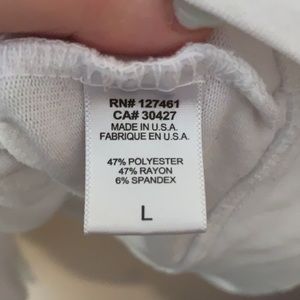 RN# 127461
CA# 30427
MADE IN U.S.A.
FABRIQUE EN U.S.A.
47% POLYESTER
47% RAYON
6% SPANDEX
L